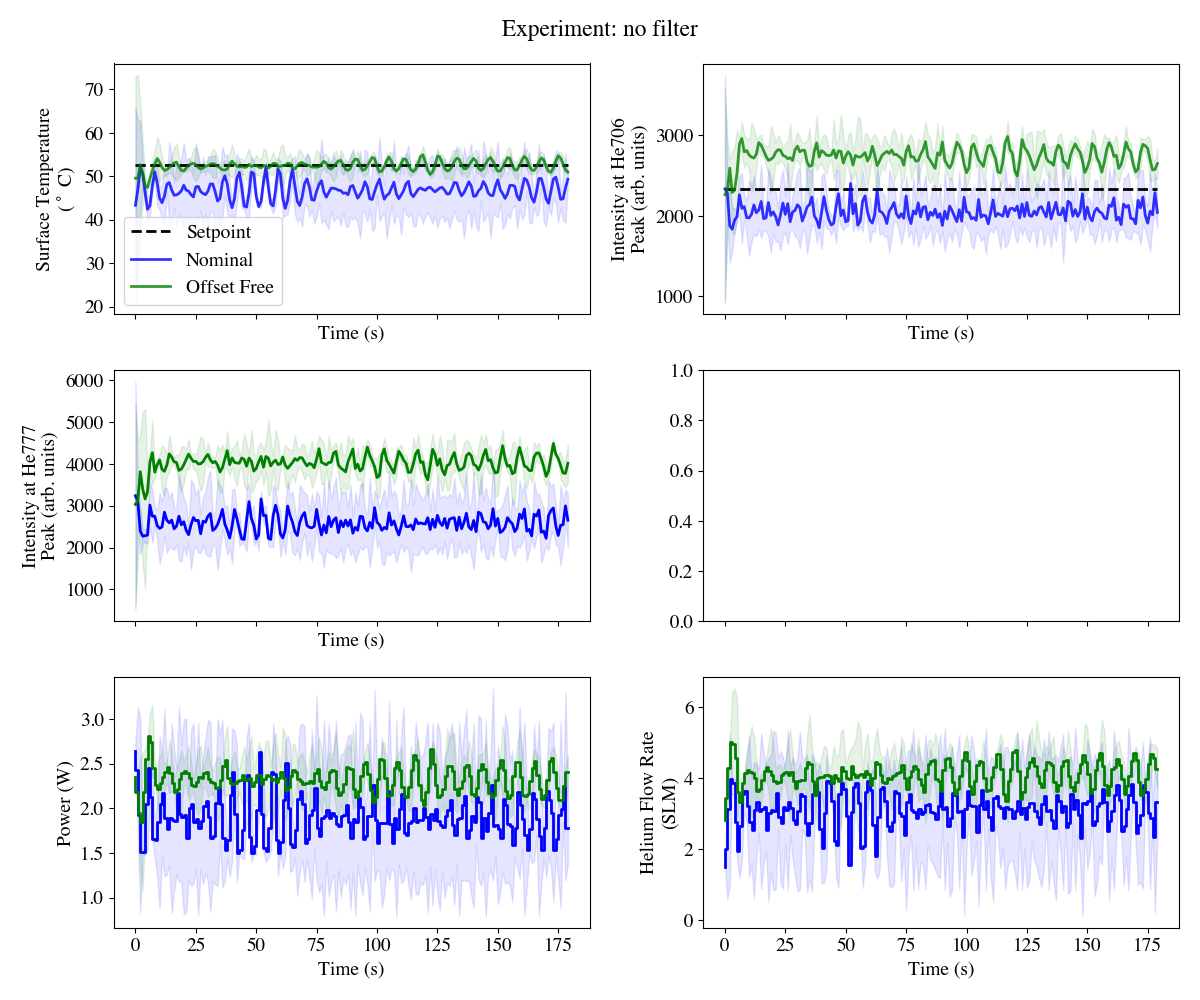 Experiment: no filter
Surface Temperature
(° C)
70
60
50
40
30
20
Setpoint
Nominal
Offset Free
Time (s)
Intensity at He706
Peak (arb. units)
3000
2000
1000
Time (s)
Intensity at He777
Peak (arb. units)
6000
5000
4000
3000
2000
1000
Time (s)
1.0
0.8
0.6
0.4
0.2
0.0
Power (W)
3.0
2.5
2.0
1.5
1.0
0 25 50 75 100 125 150 175
Time (s)
Helium Flow Rate
(SLM)
6
4
2
0
0 25 50 75 100 125 150 175
Time (s)